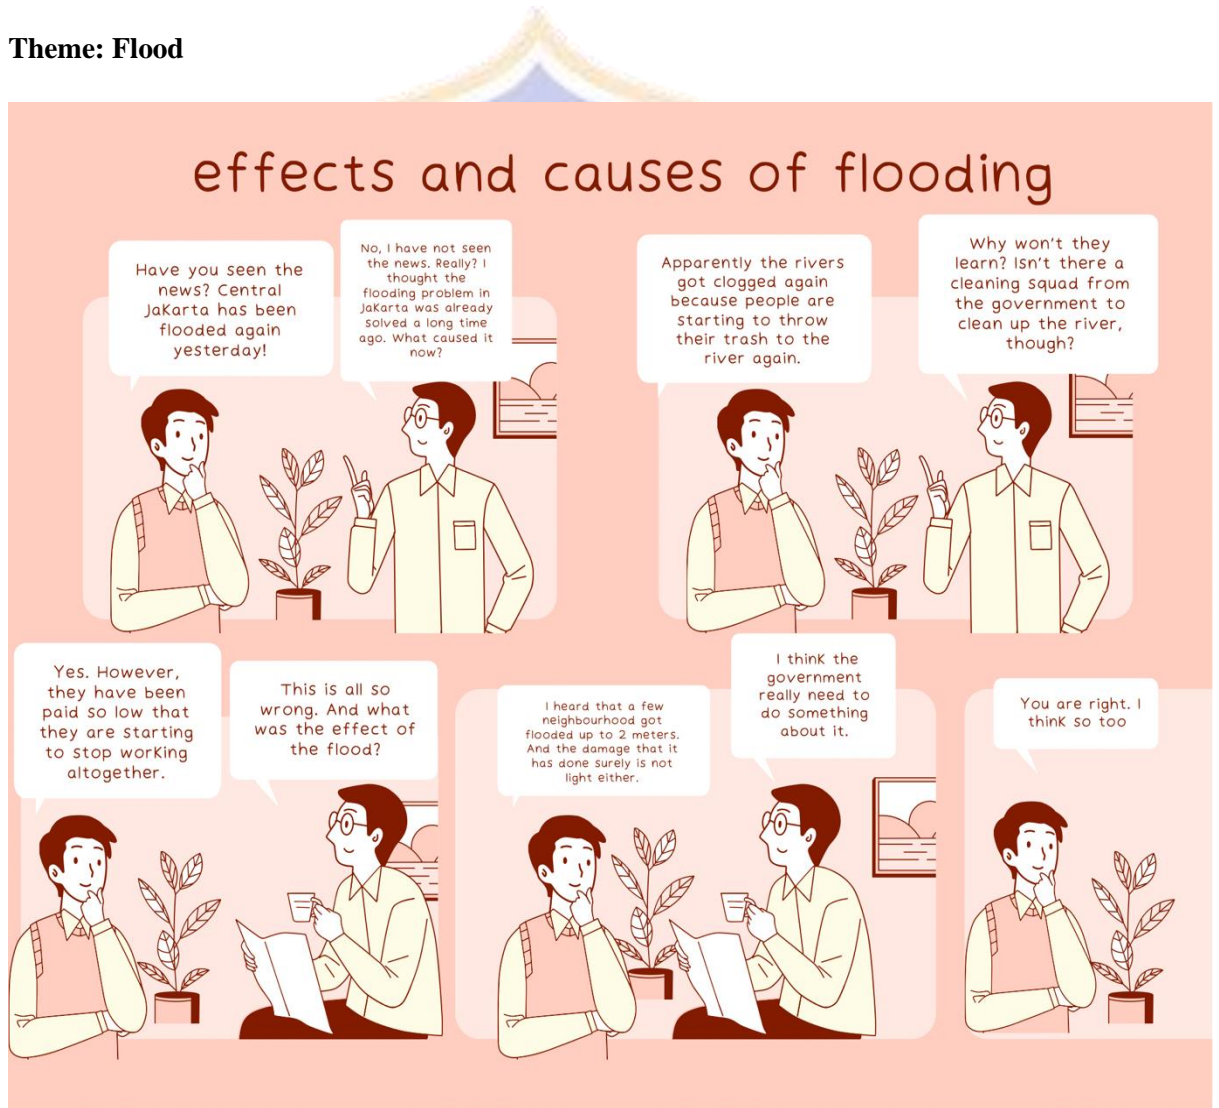 Theme: Flood
effects and causes of flooding
Have you seen the
news? Central
Jakarta has been
flooded again
yesterday!
No, I have not seen
the news. Really? I
thought the
flooding problem in
Jakarta was already
solved a long time
ago. What caused it
now?
Apparently the rivers
got clogged again
because people are
starting to throw
their trash to the
river again.
Why won't they
learn? Isn't there a
cleaning squad from
the government to
clean up the river,
though?
Yes. However,
they have been
paid so low that
they are starting
to stop working
altogether.
This is all so
wrong. And what
was the effect of
the flood?
I heard that a few
neighbourhood got
flooded up to 2 meters.
And the damage that it
has done surely is not
light either.
I think the
government
really need to
do something
about it.
You are right. I
think so too